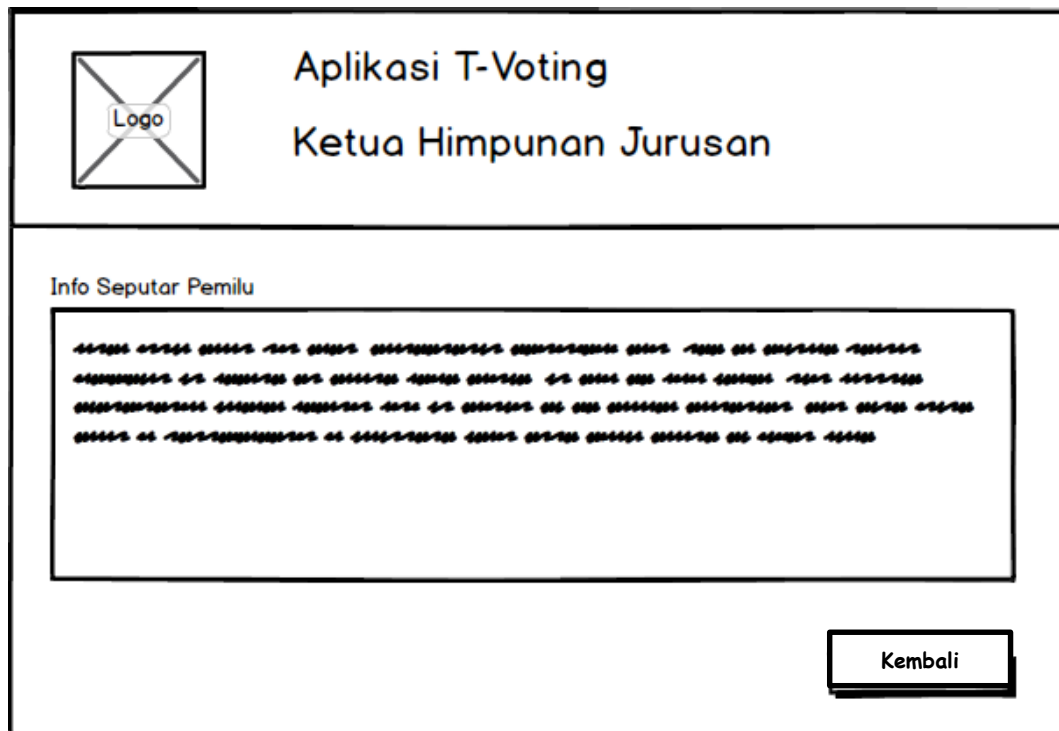 Logo
Aplikasi T-Voting
Ketua Himpunan Jurusan
Info Seputar Pemilu
Kembali